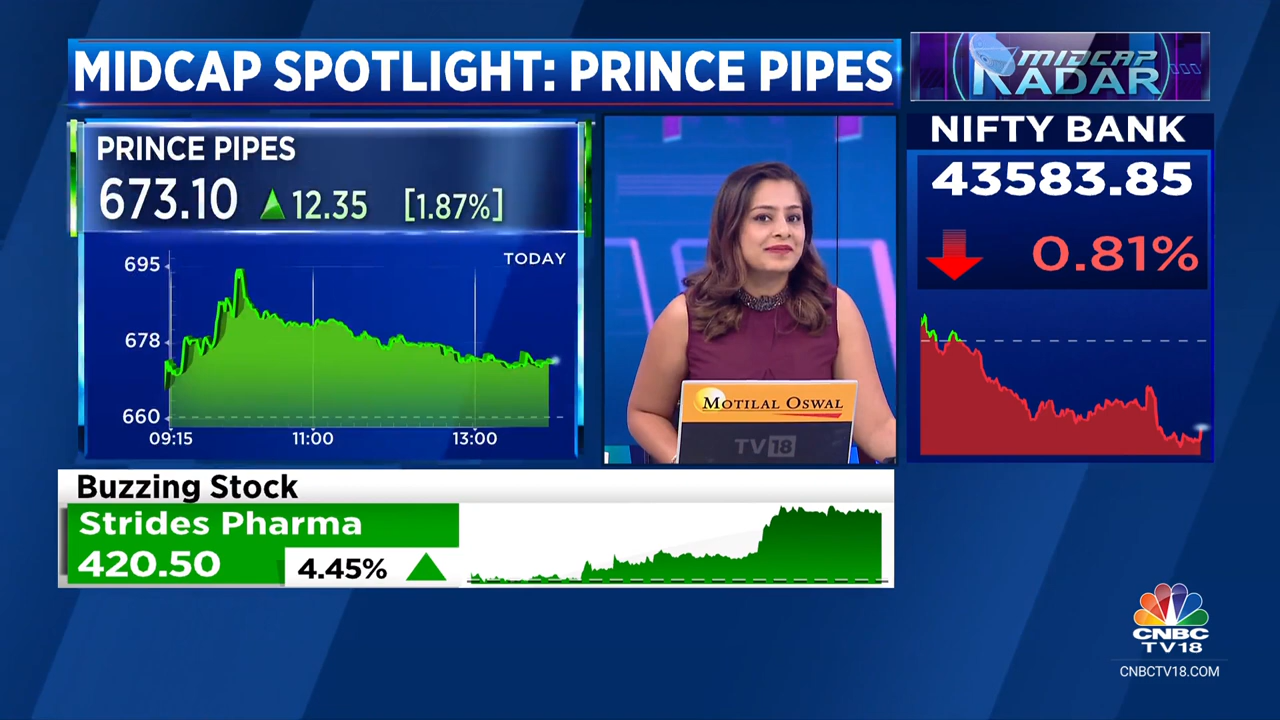 MIDCAP SPOTLIGHT: PRINCE PIPES
MIDCAP
RADAR
PRINCE PIPES
673.10 ▲ 12.35 [1.87%]
TODAY
695
678
660
09:15 11:00 13:00
MOTILAL OSWAL
TV18
NIFTY BANK
43583.85
0.81%
Buzzing Stock
Strides Pharma
420.50 4.45%
CNBC
TV18
CNBCTV18.COM